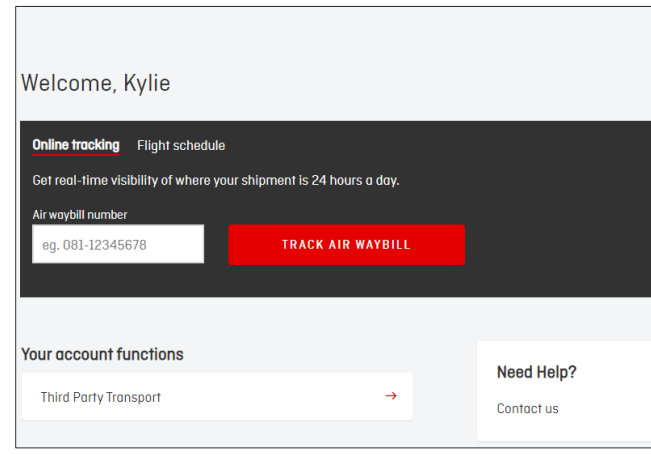 Welcome, Kylie
Online tracking Flight schedule
Get real-time visibility of where your shipment is 24 hours a day.
Air waybill number
eg. 081-12345678 TRACK AIR WAYBILL
Your account functions
Third Party Transport →
Need Help?
Contact us